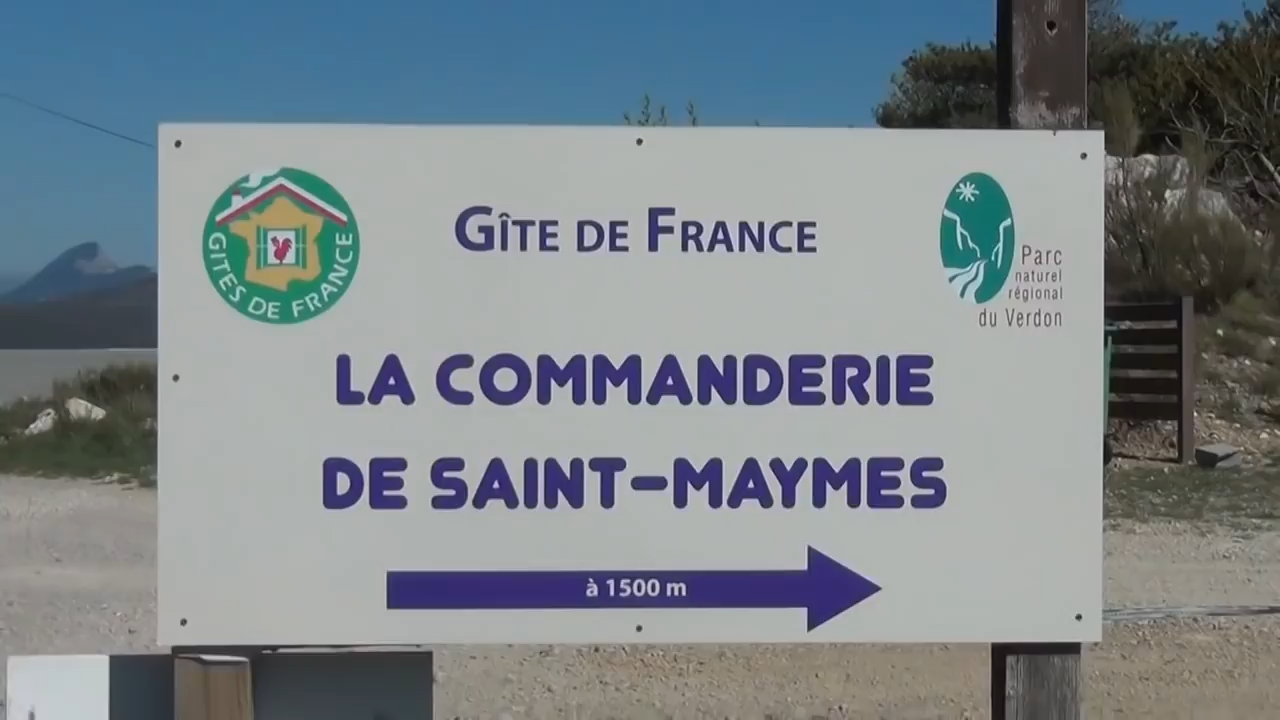 GÎTES DE FRANCE
GÎTE DE FRANCE
Parc
naturel
régional
du Verdon
LA COMMANDERIE
DE SAINT-MAYMES
à 1500 m